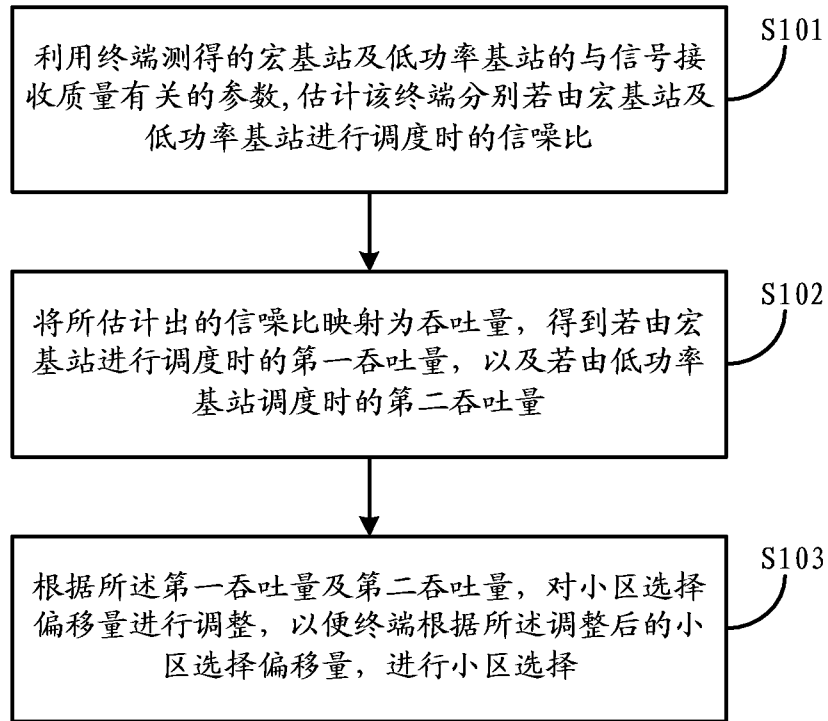 S101
利用终端测得的宏基站及低功率基站的与信号接
收质量有关的参数,估计该终端分别若由宏基站及
低功率基站进行调度时的信噪比
S102
将所估计出的信噪比映射为吞吐量，得到若由宏
基站进行调度时的第一吞吐量，以及若由低功率
基站调度时的第二吞吐量
S103
根据所述第一吞吐量及第二吞吐量，对小区选择
偏移量进行调整，以便终端根据所述调整后的小
区选择偏移量，进行小区选择